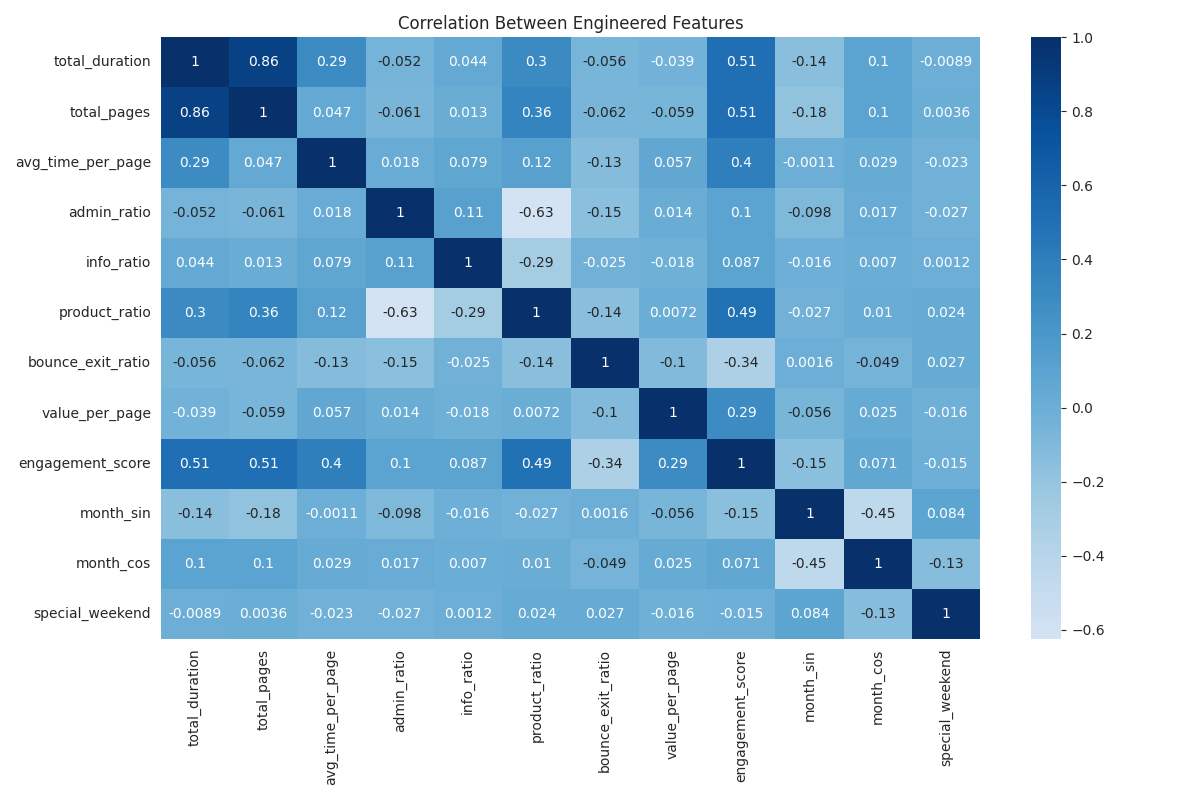 Correlation Between Engineered Features
total_duration 1 0.86 0.29 -0.052 0.044 0.3 -0.056 -0.039 0.51 -0.14 0.1 -0.0089
total_pages 0.86 1 0.047 -0.061 0.013 0.36 -0.062 -0.059 0.51 -0.18 0.1 0.0036
avg_time_per_page 0.29 0.047 1 0.018 0.079 0.12 -0.13 0.057 0.4 -0.0011 0.029 -0.023
admin_ratio -0.052 -0.061 0.018 1 0.11 -0.63 -0.15 0.014 0.1 -0.098 0.017 -0.027
info_ratio 0.044 0.013 0.079 0.11 1 -0.29 -0.025 -0.018 0.087 -0.016 0.007 0.0012
product_ratio 0.3 0.36 0.12 -0.63 -0.29 1 -0.14 0.0072 0.49 -0.027 0.01 0.024
bounce_exit_ratio -0.056 -0.062 -0.13 -0.15 -0.025 -0.14 1 -0.1 -0.34 0.0016 -0.049 0.027
value_per_page -0.039 -0.059 0.057 0.014 -0.018 0.0072 -0.1 1 0.29 -0.056 0.025 -0.016
engagement_score 0.51 0.51 0.4 0.1 0.087 0.49 -0.34 0.29 1 -0.15 0.071 -0.015
month_sin -0.14 -0.18 -0.0011 -0.098 -0.016 -0.027 0.0016 -0.056 -0.15 1 -0.45 0.084
month_cos 0.1 0.1 0.029 0.017 0.007 0.01 -0.049 0.025 0.071 -0.45 1 -0.13
special_weekend -0.0089 0.0036 -0.023 -0.027 0.0012 0.024 0.027 -0.016 -0.015 0.084 -0.13 1
total_duration
total_pages
avg_time_per_page
admin_ratio
info_ratio
product_ratio
bounce_exit_ratio
value_per_page
engagement_score
month_sin
month_cos
special_weekend
1.0
0.8
0.6
0.4
0.2
0.0
−0.2
−0.4
−0.6